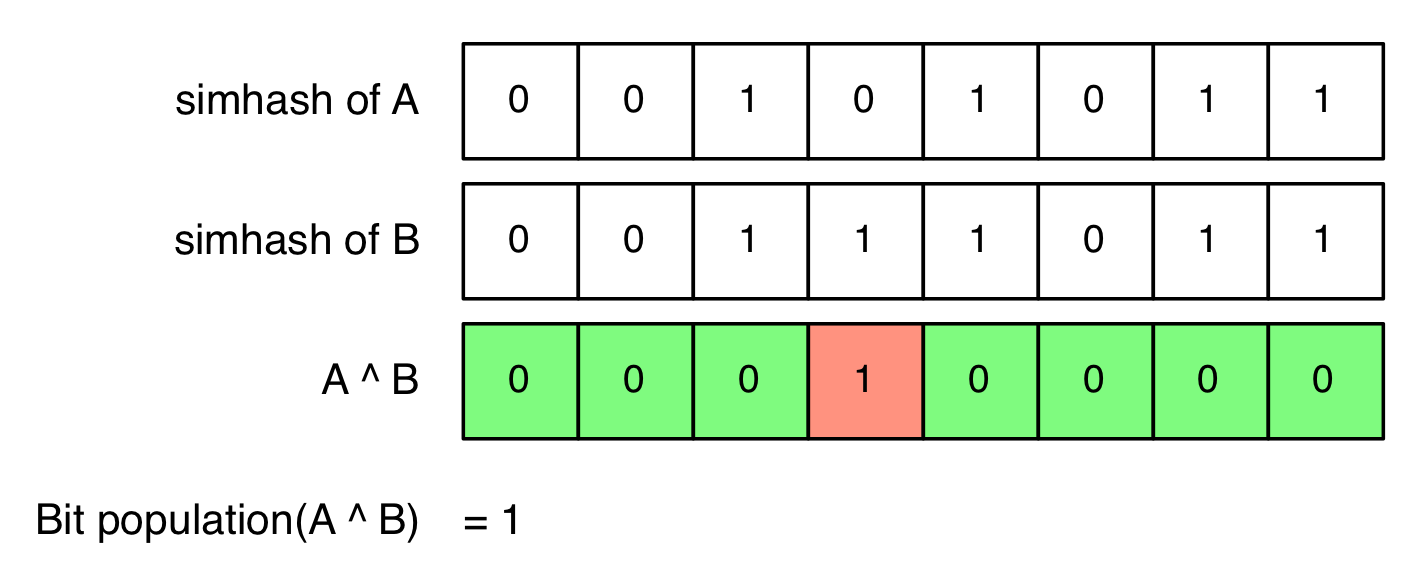 simhash of A 0 0 1 0 1 0 1 1
simhash of B 0 0 1 1 1 0 1 1
A ^ B 0 0 0 1 0 0 0 0
Bit population(A ^ B) = 1